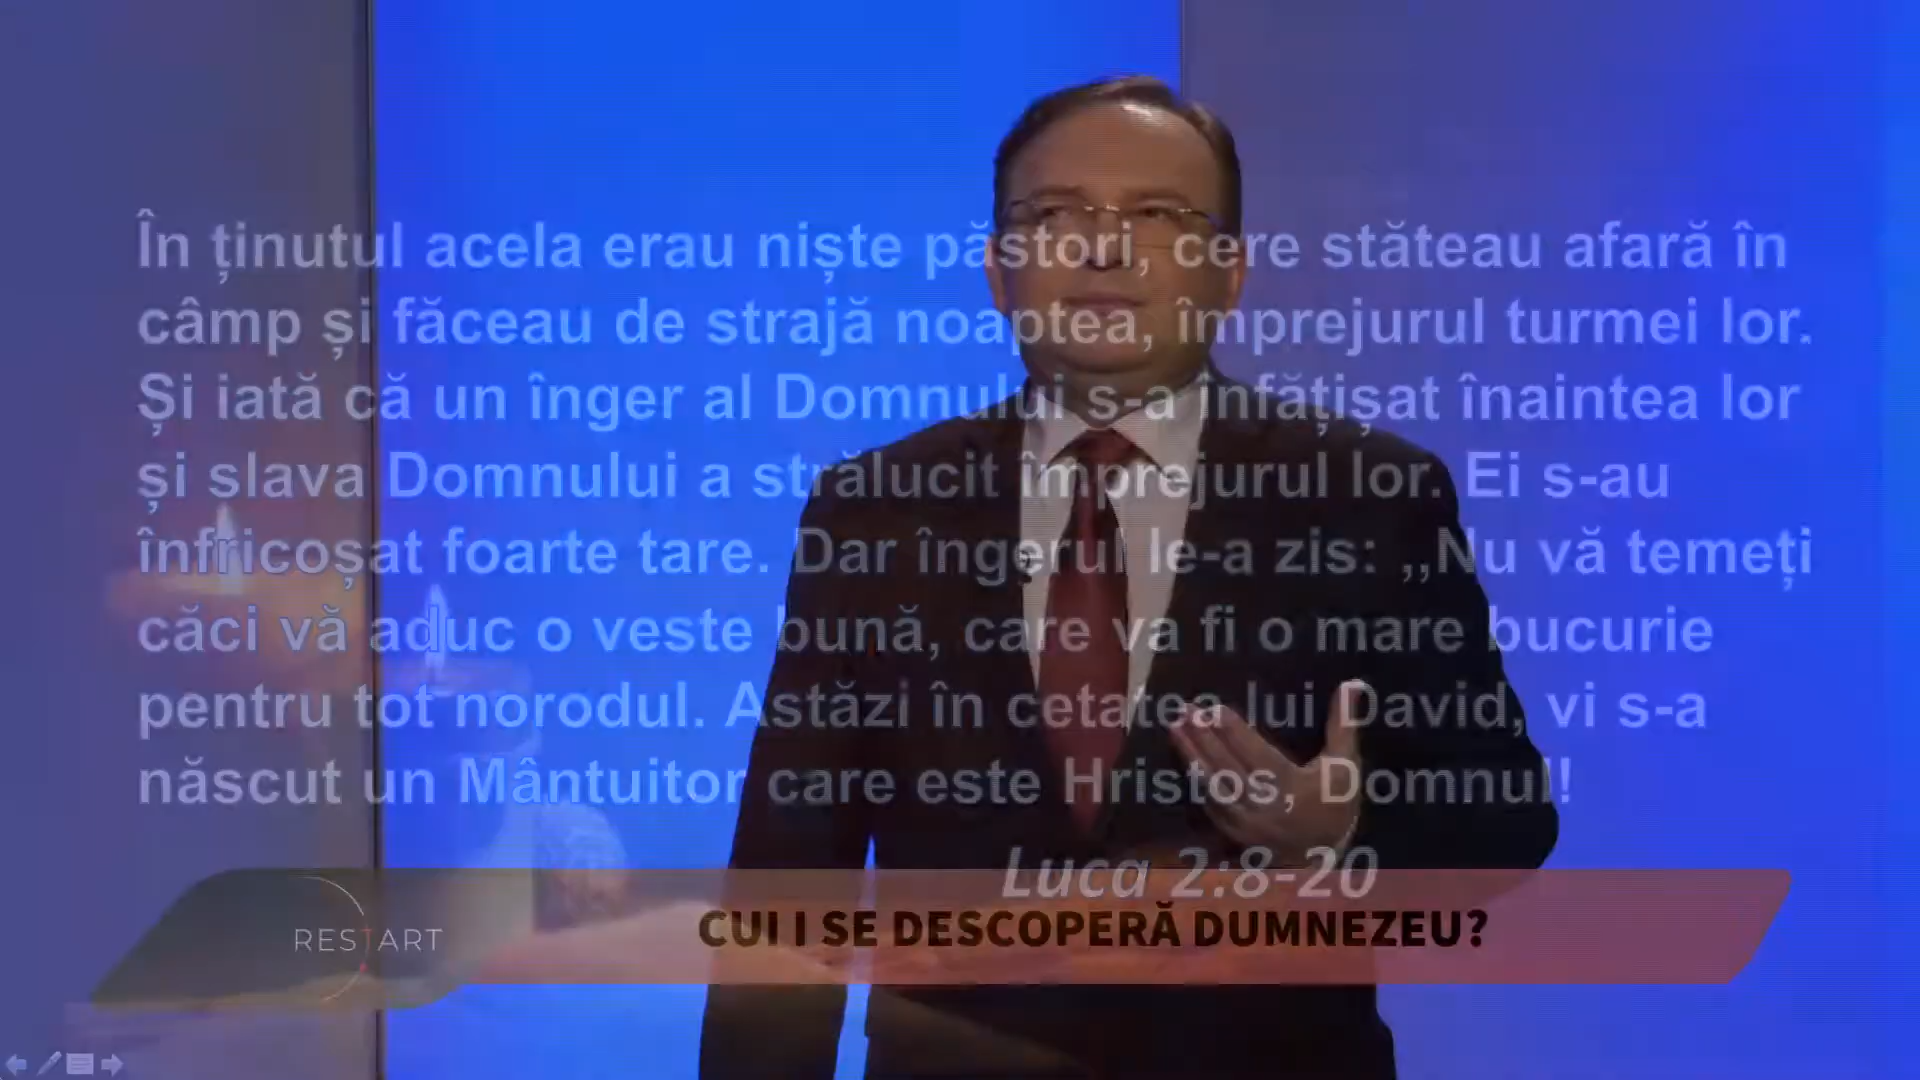 În ținutul acela erau niște păstori, cere stăteau afară în
câmp și făceau de strajă noaptea, împrejurul turmei lor.
Și iată că un înger al Domnului s-a înfățișat înaintea lor
și slava Domnului a strălucit împrejurul lor. Ei s-au
înfricoșat foarte tare. Dar îngerul le-a zis: ,,Nu vă temeți
căci vă aduc o veste bună, care va fi o mare bucurie
pentru tot norodul. Astăzi în cetatea lui David, vi s-a
născut un Mântuitor care este Hristos, Domnul!
Luca 2:8-20
CUI I SE DESCOPERĂ DUMNEZEU?
RESTART